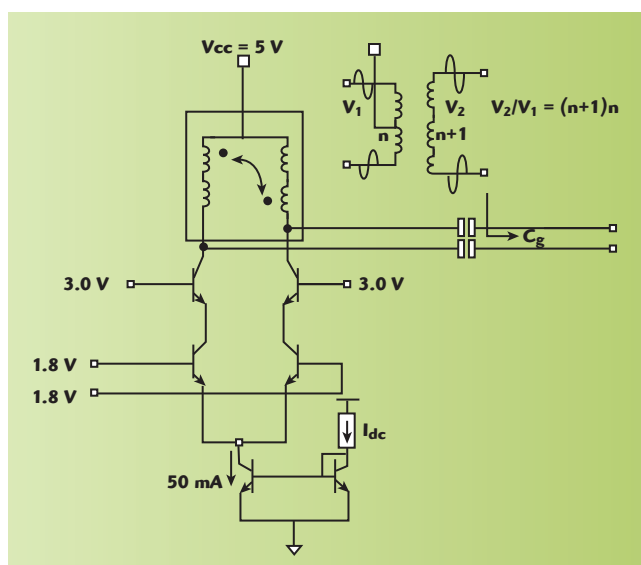 Vcc = 5 V
V1 V2 V2/V1 = (n+1)n
n n+1
Cg
3.0 V 3.0 V
1.8 V
1.8 V
Idc
50 mA